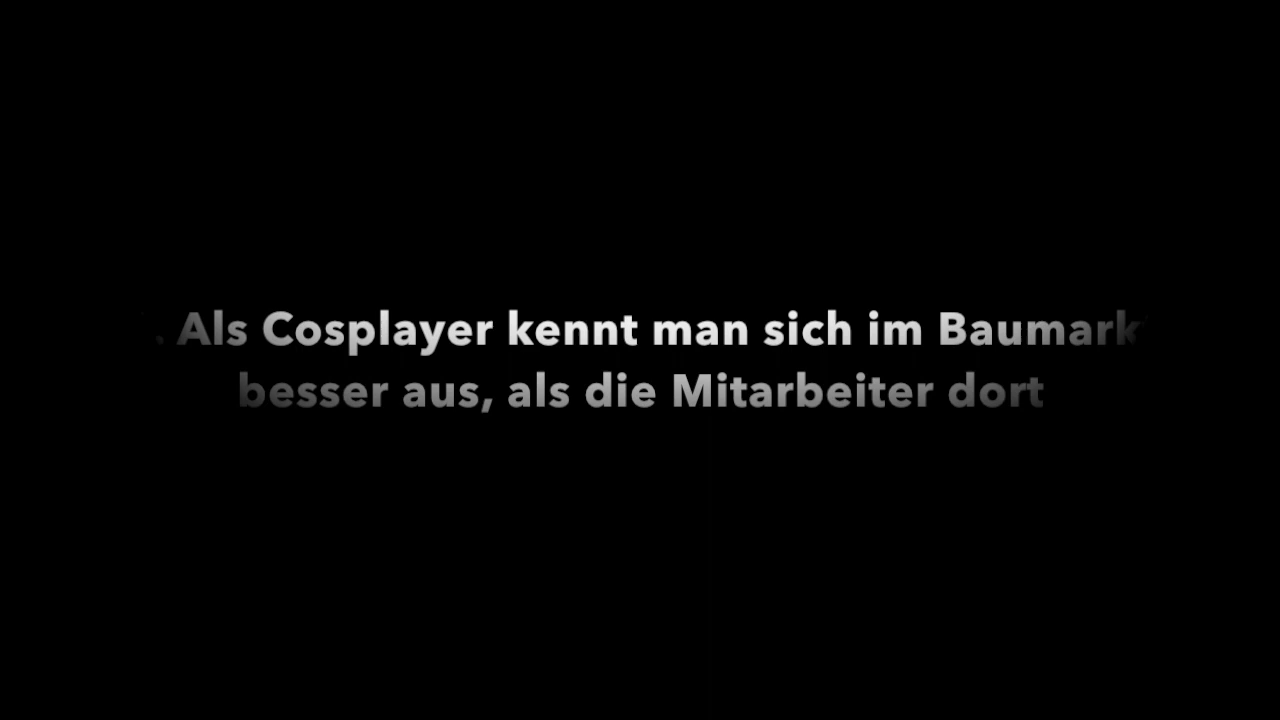 . Als Cosplayer kennt man sich im Baumarkt
besser aus, als die Mitarbeiter dort